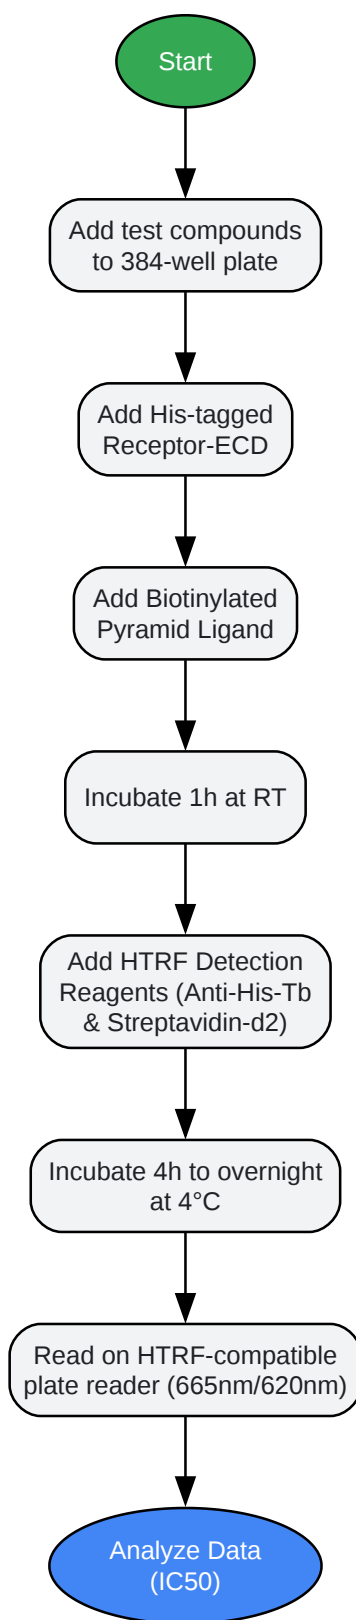 Start
Add test compounds
to 384-well plate
Add His-tagged
Receptor-ECD
Add Biotinylated
Pyramid Ligand
Incubate 1h at RT
Add HTRF Detection
Reagents (Anti-His-Tb
& Streptavidin-d2)
Incubate 4h to overnight
at 4°C
Read on HTRF-compatible
plate reader (665nm/620nm)
Analyze Data
(IC50)